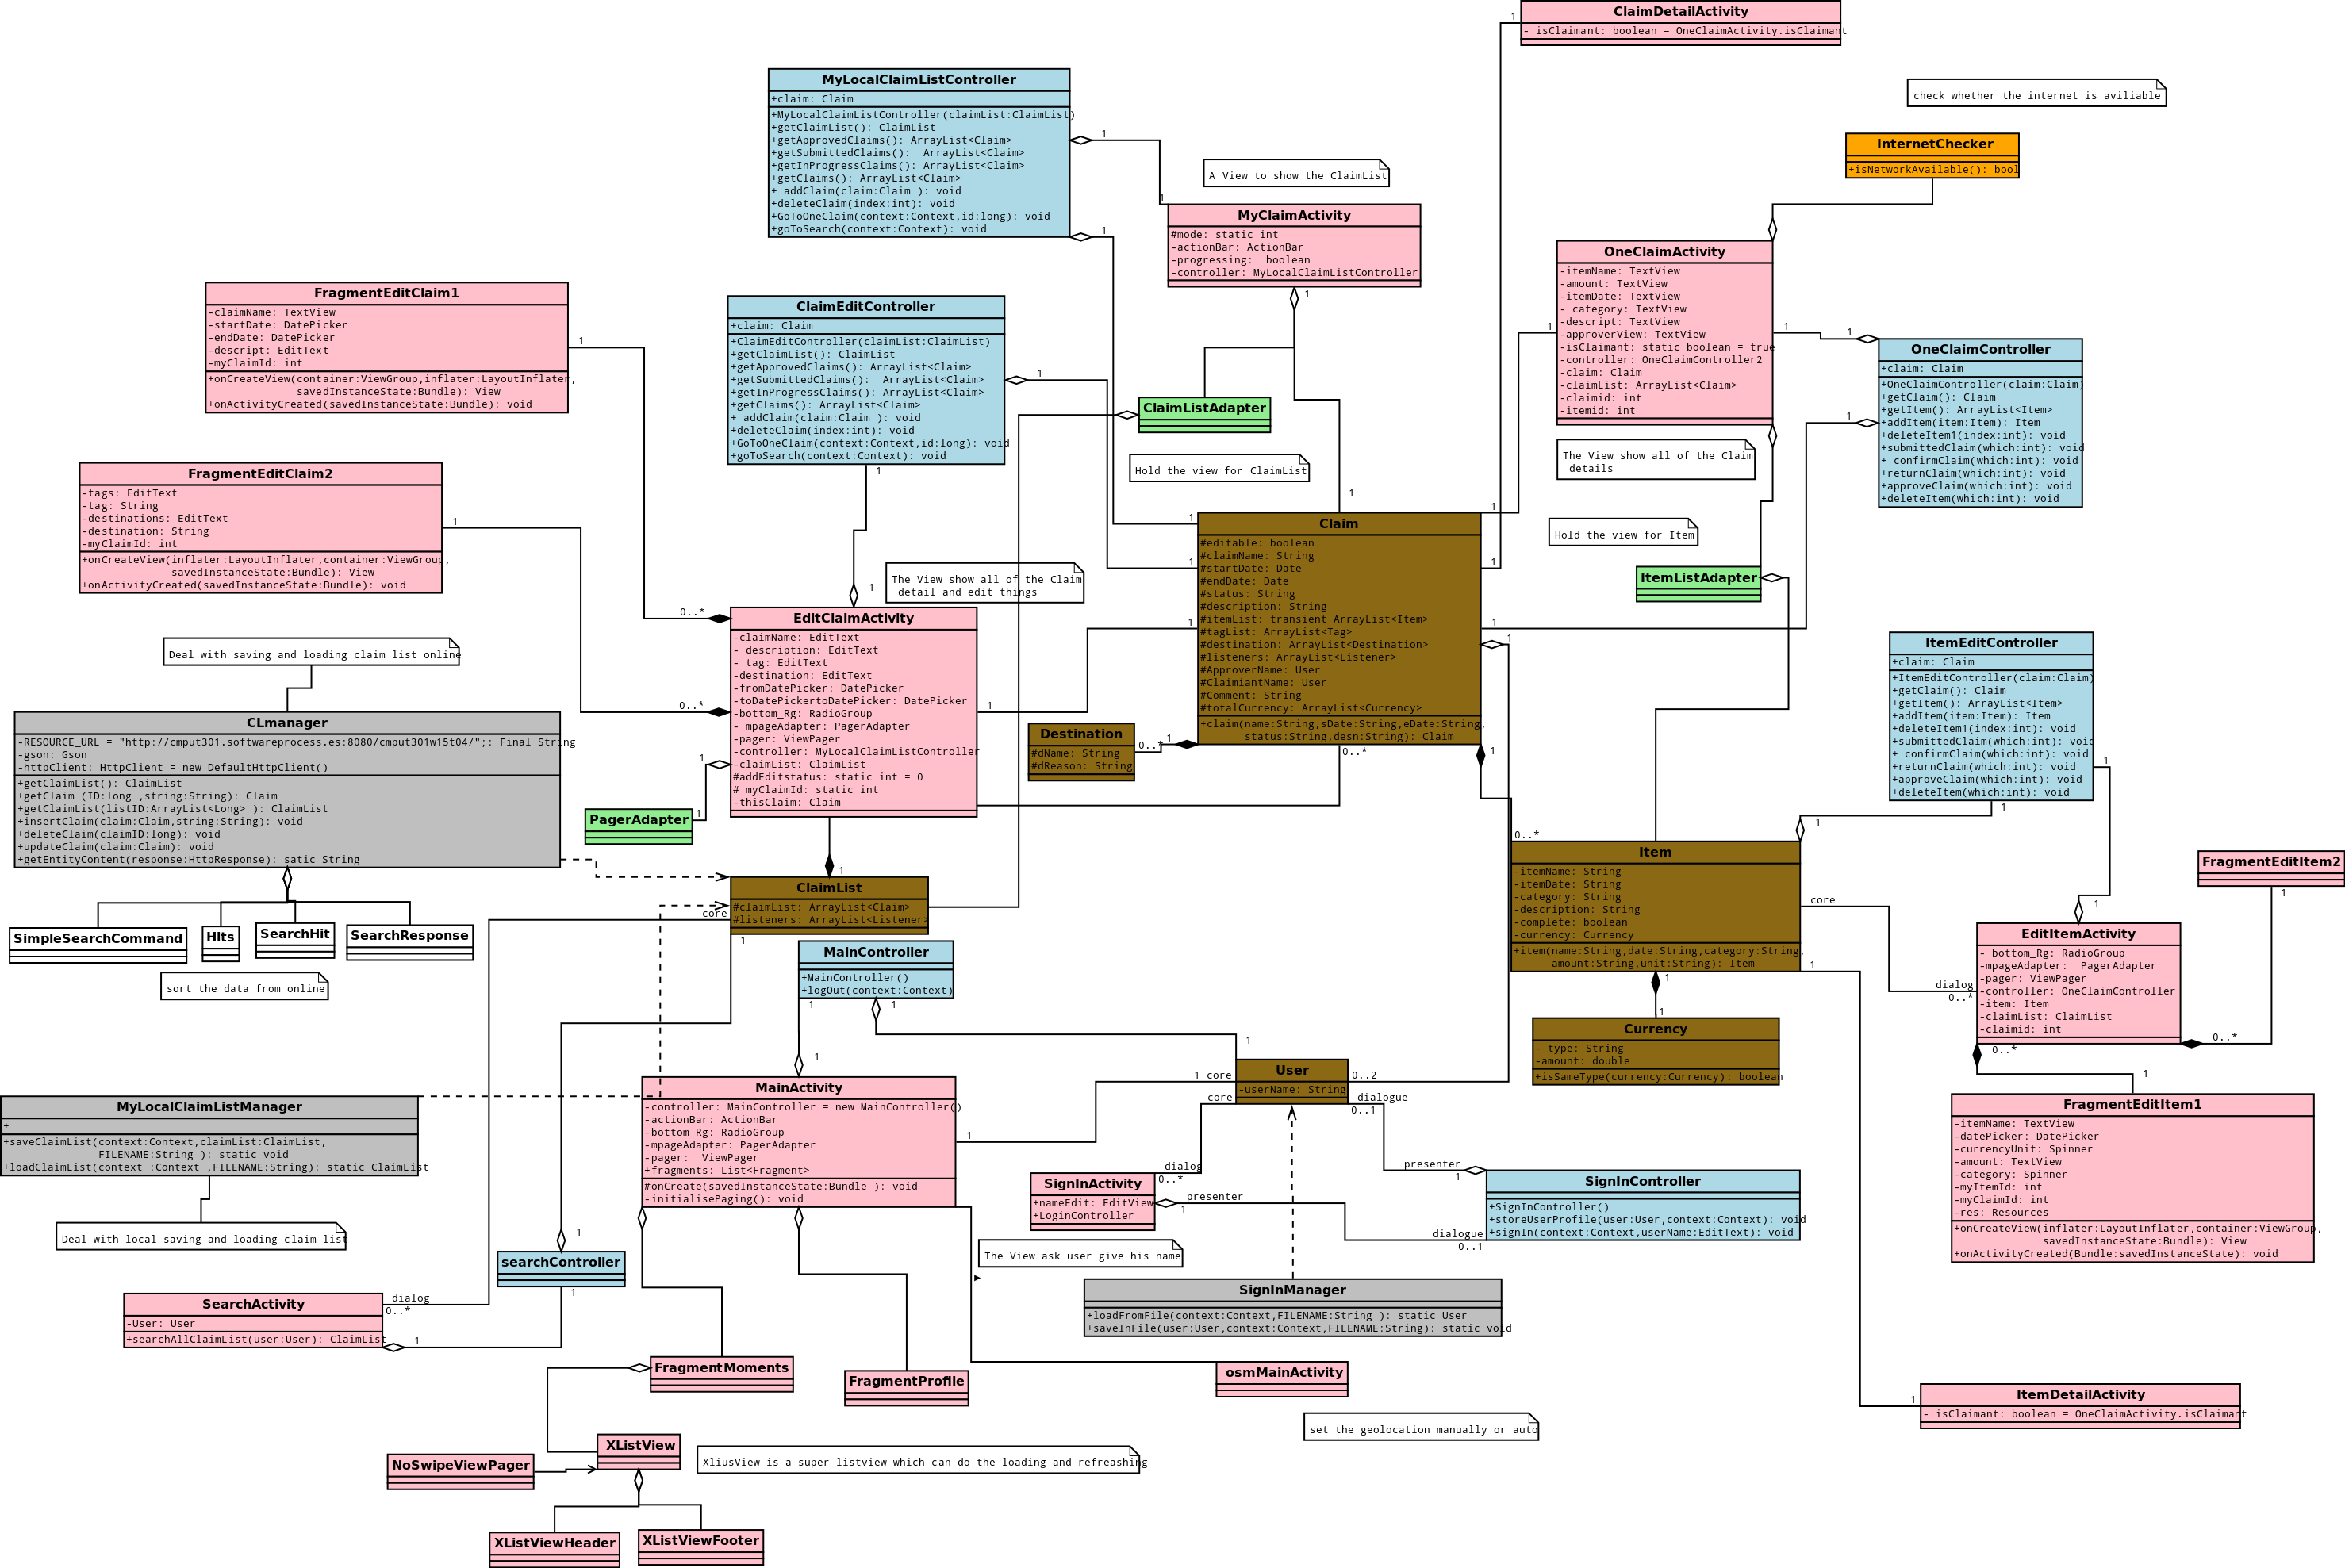 ClaimDetailActivity
- isClaimant: boolean = OneClaimActivity.isClaimant
1
MyLocalClaimListController
+claim: Claim
+MyLocalClaimListController(claimList:ClaimList)
+getClaimList(): ClaimList
+getApprovedClaims(): ArrayList<Claim>
+getSubmittedClaims():  ArrayList<Claim>
+getInProgressClaims(): ArrayList<Claim>
+getClaims(): ArrayList<Claim>
+ addClaim(claim:Claim ): void
+deleteClaim(index:int): void
+GoToOneClaim(context:Context,id:long): void
+goToSearch(context:Context): void
1
1
1
check whether the internet is aviliable
InternetChecker
+isNetworkAvailable(): bool
A View to show the ClaimList
MyClaimActivity
#mode: static int
-actionBar: ActionBar
-progressing:  boolean
-controller: MyLocalClaimListController
1
OneClaimActivity
-itemName: TextView
-amount: TextView
-itemDate: TextView
- category: TextView
-descript: TextView
-approverView: TextView
-isClaimant: static boolean = true
-controller: OneClaimController2
-claim: Claim
-claimList: ArrayList<Claim>
-claimid: int
-itemid: int
1
1
1
1
OneClaimController
+claim: Claim
+OneClaimController(claim:Claim)
+getClaim(): Claim
+getItem(): ArrayList<Item>
+addItem(item:Item): Item
+deleteItem1(index:int): void
+submittedClaim(which:int): void
+ confirmClaim(which:int): void
+returnClaim(which:int): void
+approveClaim(which:int): void
+deleteItem(which:int): void
FragmentEditClaim1
-claimName: TextView
-startDate: DatePicker
-endDate: DatePicker
-descript: EditText
-myClaimId: int
+onCreateView(container:ViewGroup,inflater:LayoutInflater,
savedInstanceState:Bundle): View
+onActivityCreated(savedInstanceState:Bundle): void
1
ClaimEditController
+claim: Claim
+ClaimEditController(claimList:ClaimList)
+getClaimList(): ClaimList
+getApprovedClaims(): ArrayList<Claim>
+getSubmittedClaims():  ArrayList<Claim>
+getInProgressClaims(): ArrayList<Claim>
+getClaims(): ArrayList<Claim>
+ addClaim(claim:Claim ): void
+deleteClaim(index:int): void
+GoToOneClaim(context:Context,id:long): void
+goToSearch(context:Context): void
1
1
ClaimListAdapter
Hold the view for ClaimList
The View show all of the Claim
details
Hold the view for Item
ItemListAdapter
FragmentEditClaim2
-tags: EditText
-tag: String
-destinations: EditText
-destination: String
-myClaimId: int
+onCreateView(inflater:LayoutInflater,container:ViewGroup,
savedInstanceState:Bundle): View
+onActivityCreated(savedInstanceState:Bundle): void
1
The View show all of the Claim
detail and edit things
1
Claim
#editable: boolean
#claimName: String
#startDate: Date
#endDate: Date
#status: String
#description: String
#itemList: transient ArrayList<Item>
#tagList: ArrayList<Tag>
#destination: ArrayList<Destination>
#listeners: ArrayList<Listener>
#ApproverName: User
#ClaimiantName: User
#Comment: String
#totalCurrency: ArrayList<Currency>
+claim(name:String,sDate:String,eDate:String,
status:String,desn:String): Claim
1
1
1
1
1
1
1
1
1
0..*
EditClaimActivity
-claimName: EditText
- description: EditText
- tag: EditText
-destination: EditText
-fromDatePicker: DatePicker
-toDatePickertoDatePicker: DatePicker
-bottom_Rg: RadioGroup
- mpageAdapter: PagerAdapter
-pager: ViewPager
-controller: MyLocalClaimListController
-claimList: ClaimList
#addEditstatus: static int = 0
# myClaimId: static int
-thisClaim: Claim
0..*
0..*
1
1
1
PagerAdapter
Destination
#dName: String
#dReason: String
0..*
1
Deal with saving and loading claim list online
CLmanager
-RESOURCE_URL = "http://cmput301.softwareprocess.es:8080/cmput301w15t04/";: Final String
-gson: Gson
-httpClient: HttpClient = new DefaultHttpClient()
+getClaimList(): ClaimList
+getClaim (ID:long ,string:String): Claim
+getClaimList(listID:ArrayList<Long> ): ClaimList
+insertClaim(claim:Claim,string:String): void
+deleteClaim(claimID:long): void
+updateClaim(claim:Claim): void
+getEntityContent(response:HttpResponse): satic String
SimpleSearchCommand
Hits
SearchHit
SearchResponse
sort the data from online
ItemEditController
+claim: Claim
+ItemEditController(claim:Claim)
+getClaim(): Claim
+getItem(): ArrayList<Item>
+addItem(item:Item): Item
+deleteItem1(index:int): void
+submittedClaim(which:int): void
+ confirmClaim(which:int): void
+returnClaim(which:int): void
+approveClaim(which:int): void
+deleteItem(which:int): void
1
1
1
0..*
Item
-itemName: String
-itemDate: String
-category: String
-description: String
-complete: boolean
-currency: Currency
+item(name:String,date:String,category:String,
amount:String,unit:String): Item
core
1
1
1
Currency
- type: String
-amount: double
+isSameType(currency:Currency): boolean
FragmentEditItem2
1
1
EditItemActivity
- bottom_Rg: RadioGroup
-mpageAdapter:  PagerAdapter
-pager: ViewPager
-controller: OneClaimController
-item: Item
-claimList: ClaimList
-claimid: int
dialog
0..*
0..*
0..*
1
FragmentEditItem1
-itemName: TextView
-datePicker: DatePicker
-currencyUnit: Spinner
-amount: TextView
-category: Spinner
-myItemId: int
-myClaimId: int
-res: Resources
+onCreateView(inflater:LayoutInflater,container:ViewGroup,
savedInstanceState:Bundle): View
+onActivityCreated(Bundle:savedInstanceState): void
1
ClaimList
#claimList: ArrayList<Claim>
#listeners: ArrayList<Listener>
core
1
MainController
+MainController()
+logOut(context:Context)
1
1
1
MainActivity
-controller: MainController = new MainController()
-actionBar: ActionBar
-bottom_Rg: RadioGroup
-mpageAdapter: PagerAdapter
-pager:  ViewPager
+fragments: List<Fragment>
#onCreate(savedInstanceState:Bundle ): void
-initialisePaging(): void
1
1
User
-userName: String
1 core
core
0..2
dialogue
0..1
MyLocalClaimListManager
+
+saveClaimList(context:Context,claimList:ClaimList,
FILENAME:String ): static void
+loadClaimList(context :Context ,FILENAME:String): static ClaimList
Deal with local saving and loading claim list
SignInActivity
+nameEdit: EditView
+LoginController
dialog
0..*
presenter
1
presenter
1
dialogue
0..1
SignInController
+SignInController()
+storeUserProfile(user:User,context:Context): void
+signIn(context:Context,userName:EditText): void
The View ask user give his name
SignInManager
+loadFromFile(context:Context,FILENAME:String ): static User
+saveInFile(user:User,context:Context,FILENAME:String): static void
1
searchController
1
SearchActivity
-User: User
+searchAllClaimList(user:User): ClaimList
dialog
0..*
1
FragmentMoments
FragmentProfile
osmMainActivity
set the geolocation manually or auto
1
ItemDetailActivity
- isClaimant: boolean = OneClaimActivity.isClaimant
XListView
NoSwipeViewPager
XliusView is a super listview which can do the loading and refreashing
XListViewHeader
XListViewFooter